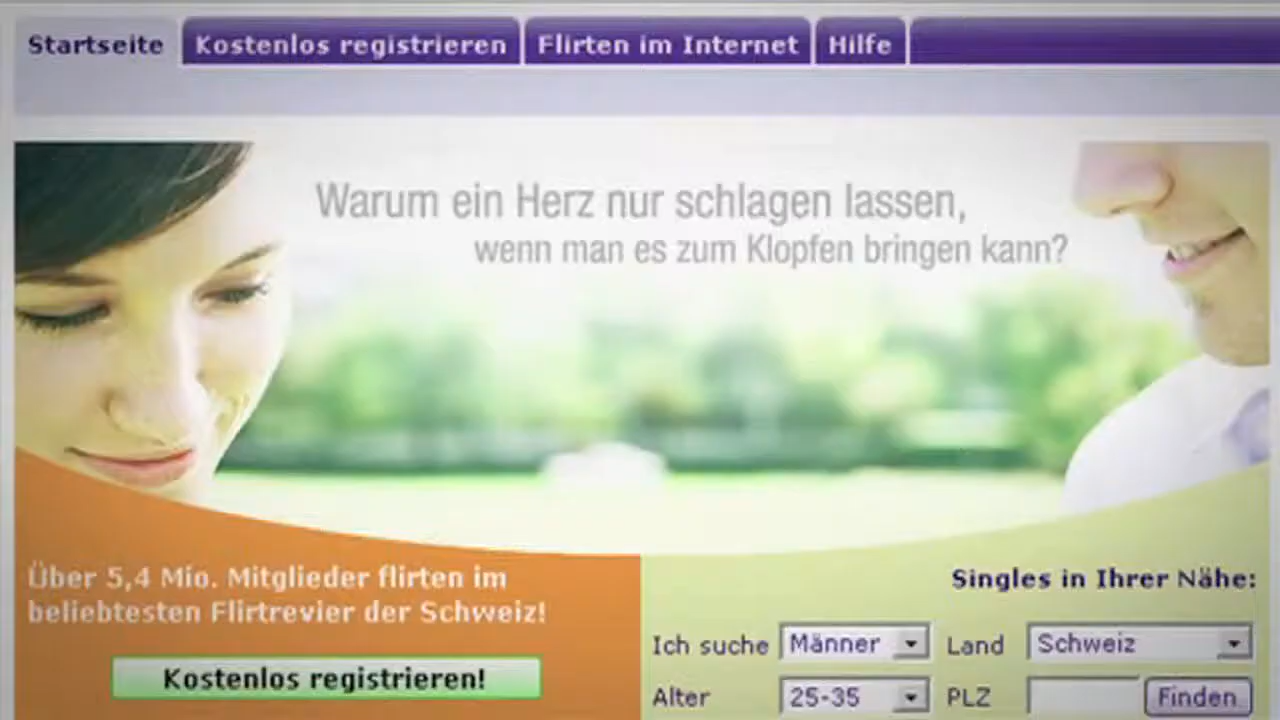 Startseite Kostenlos registrieren Flirten im Internet Hilfe
Warum ein Herz nur schlagen lassen,
wenn man es zum Klopfen bringen kann?
Über 5,4 Mio. Mitglieder flirten im
beliebtesten Flirtrevier der Schweiz!
Kostenlos registrieren!
Singles in Ihrer Nähe:
Ich suche Männer Land Schweiz
Alter 25-35 PLZ Finden